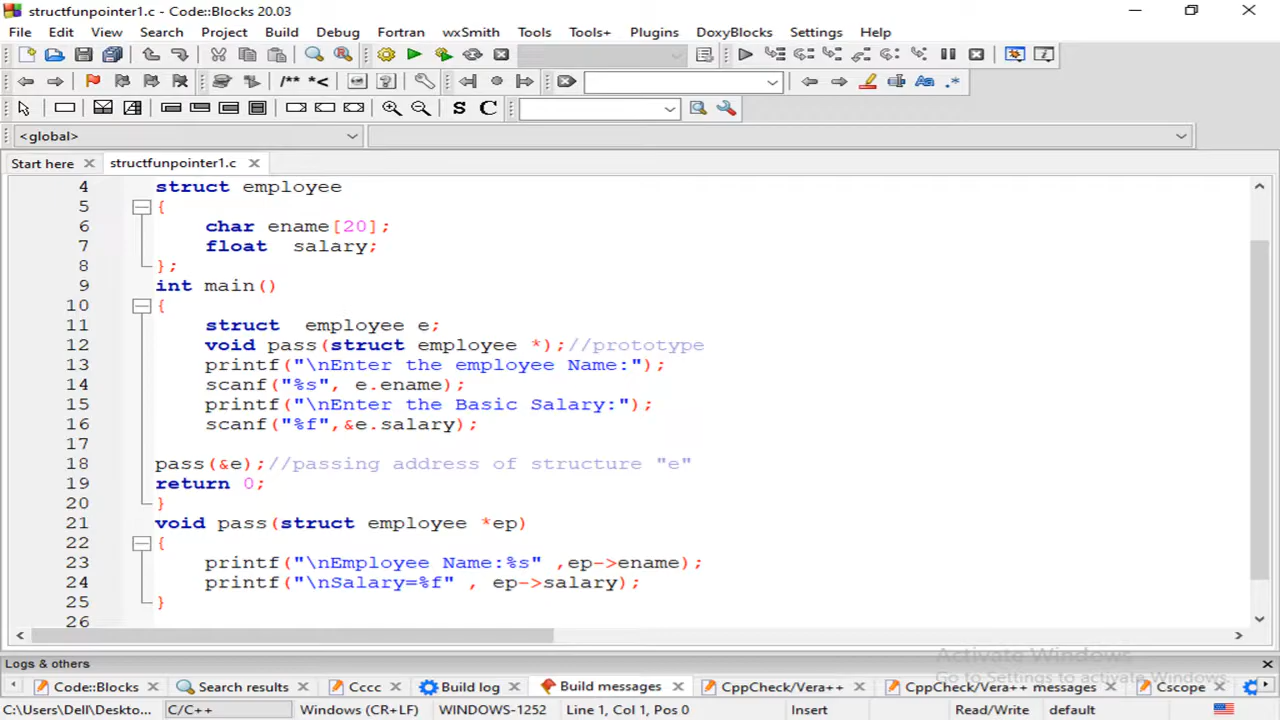 structfunpointer1.c - Code::Blocks 20.03
File Edit View Search Project Build Debug Fortran wxSmith Tools Tools+ Plugins DoxyBlocks Settings Help
/** *<
S C
Aa .*
<global>
Start here structfunpointer1.c
4 struct employee
5 {
6 char ename[20];
7 float salary;
8 };
9 int main()
10 {
11 struct employee e;
12 void pass(struct employee *);//prototype
13 printf("\nEnter the employee Name:");
14 scanf("%s", e.ename);
15 printf("\nEnter the Basic Salary:");
16 scanf("%f",&e.salary);
17
18 pass(&e);//passing address of structure "e"
19 return 0;
20 }
21 void pass(struct employee *ep)
22 {
23 printf("\nEmployee Name:%s" ,ep->ename);
24 printf("\nSalary=%f" , ep->salary);
25 }
26
Activate Windows
Logs & others
Go to Settings to activate Windows.
Code::Blocks Search results Cccc Build log Build messages CppCheck/Vera++ CppCheck/Vera++ messages Cscope
C:\Users\Dell\Deskto... C/C++ Windows (CR+LF) WINDOWS-1252 Line 1, Col 1, Pos 0 Insert Read/Write default